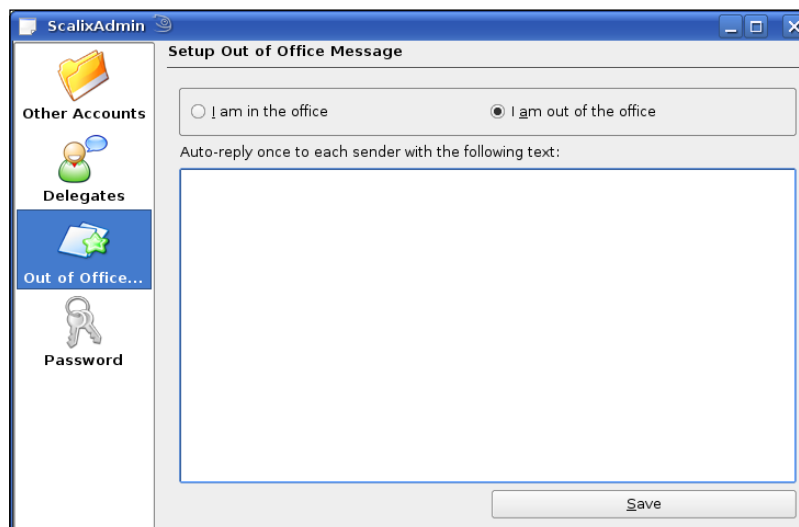 ScalixAdmin
Setup Out of Office Message
Other Accounts
I am in the office
I am out of the office
Auto-reply once to each sender with the following text:
Delegates
Out of Office...
Password
Save